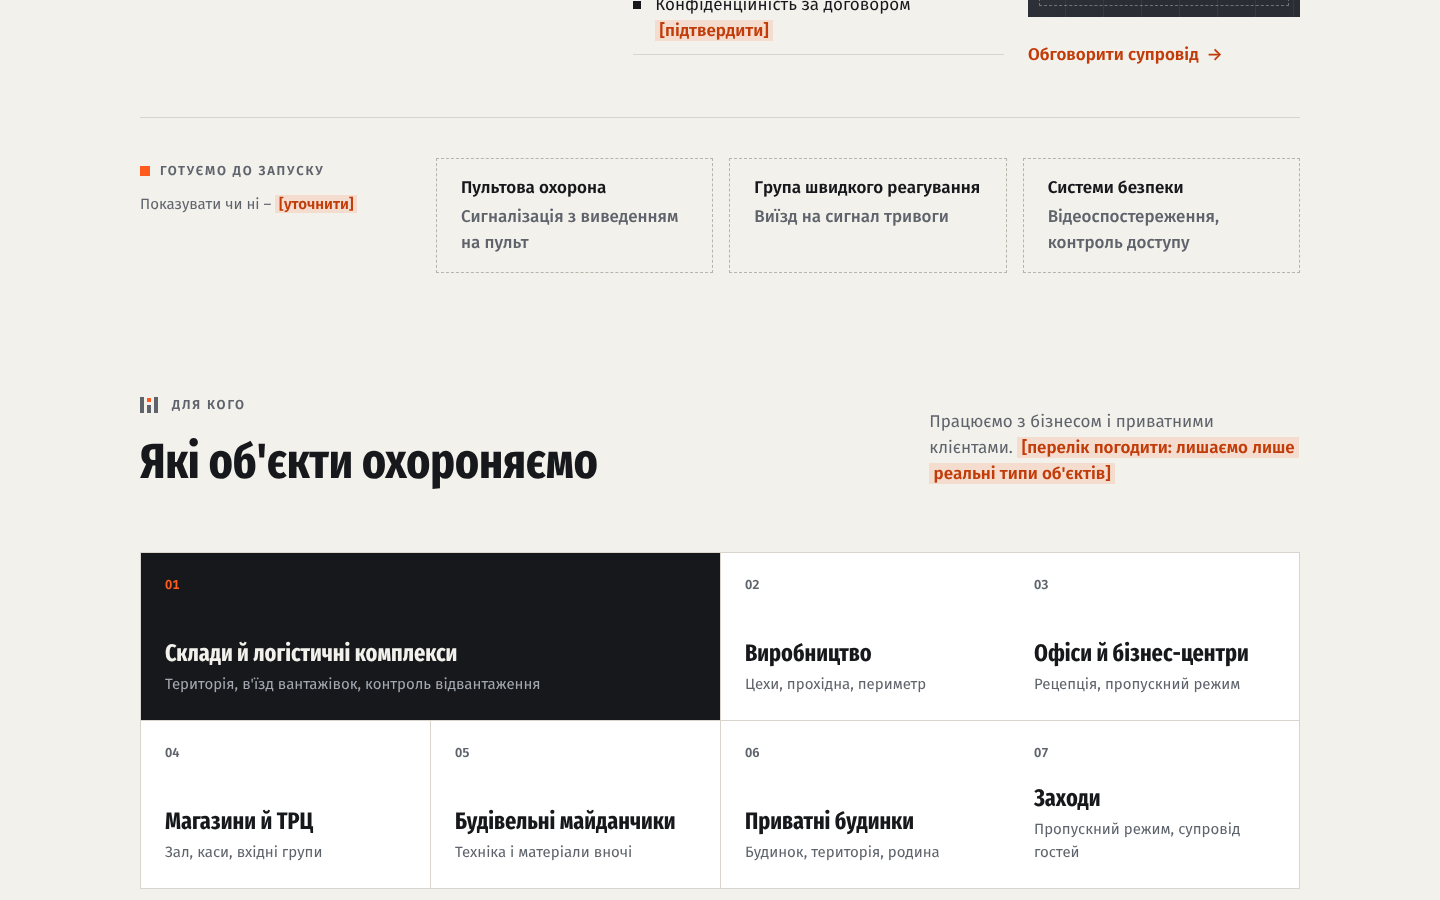 Конфіденційність за договором
[підтвердити]
Обговорити супровід →
ГОТУЄМО ДО ЗАПУСКУ
Показувати чи ні – [уточнити]
Пультова охорона
Сигналізація з виведенням
на пульт
Група швидкого реагування
Виїзд на сигнал тривоги
Системи безпеки
Відеоспостереження,
контроль доступу
ДЛЯ КОГО
Які об'єкти охороняємо
Працюємо з бізнесом і приватними
клієнтами. [перелік погодити: лишаємо лише
реальні типи об'єктів]
01
Склади й логістичні комплекси
Територія, в'їзд вантажівок, контроль відвантаження
02
Виробництво
Цехи, прохідна, периметр
03
Офіси й бізнес-центри
Рецепція, пропускний режим
04
Магазини й ТРЦ
Зал, каси, вхідні групи
05
Будівельні майданчики
Техніка і матеріали вночі
06
Приватні будинки
Будинок, територія, родина
07
Заходи
Пропускний режим, супровід
гостей